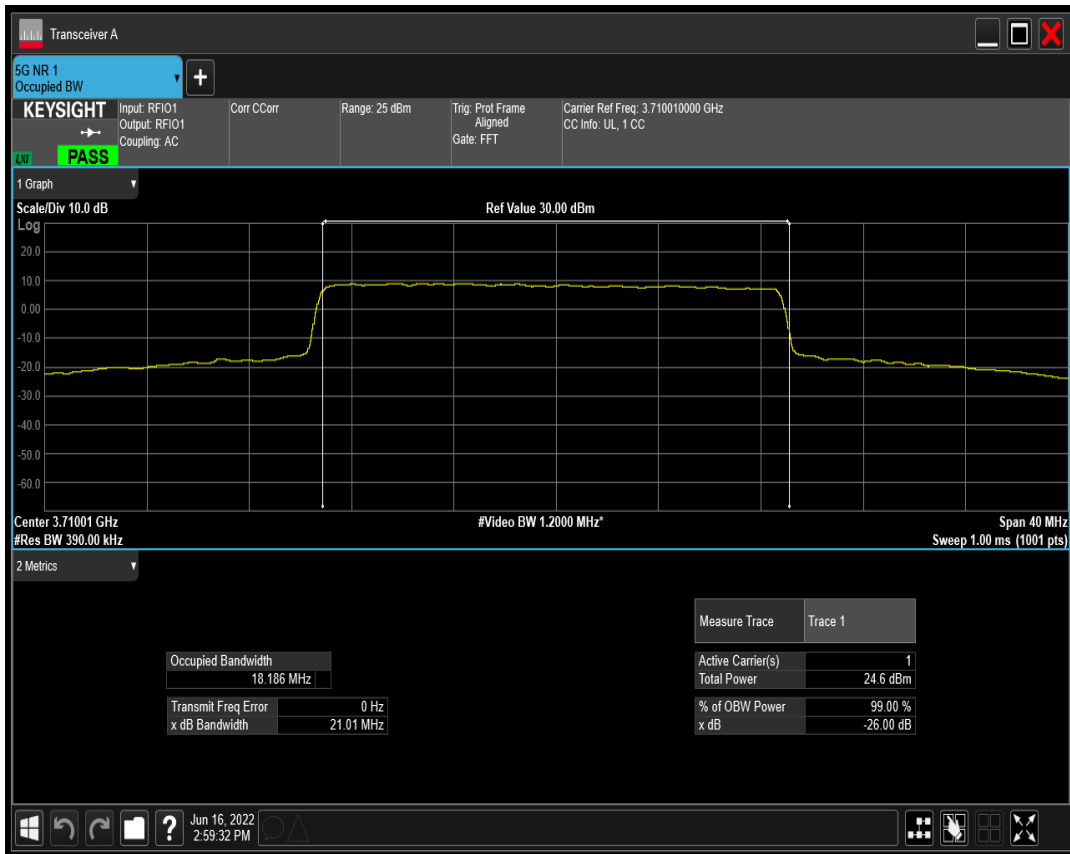 Transceiver A
5G NR 1
Occupied BW
+
KEYSIGHT
LXI
PASS
Input: RFIO1
Output: RFIO1
Coupling: AC
Corr CCorr
Range: 25 dBm
Trig: Prot Frame
Aligned
Gate: FFT
Carrier Ref Freq: 3.710010000 GHz
CC Info: UL, 1 CC
1 Graph
Scale/Div 10.0 dB
Ref Value 30.00 dBm
Log
20.0
10.0
0.00
-10.0
-20.0
-30.0
-40.0
-50.0
-60.0
Center 3.71001 GHz
#Video BW 1.2000 MHz*
Span 40 MHz
#Res BW 390.00 kHz
Sweep 1.00 ms (1001 pts)
2 Metrics
Measure Trace Trace 1
Occupied Bandwidth
18.186 MHz
Transmit Freq Error 0 Hz
x dB Bandwidth 21.01 MHz
Active Carrier(s) 1
Total Power 24.6 dBm
% of OBW Power 99.00 %
x dB -26.00 dB
?
Jun 16, 2022
2:59:32 PM